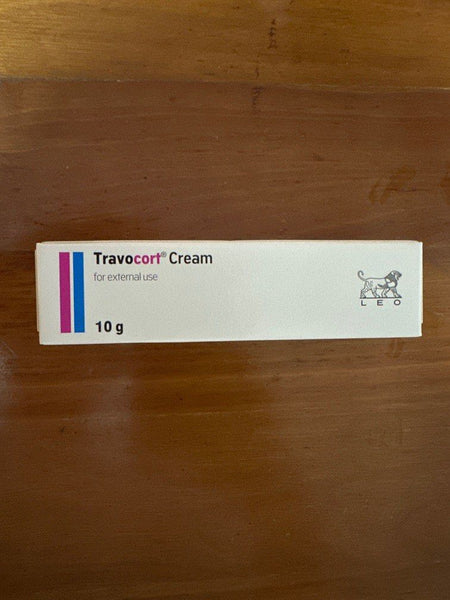 Travocort® Cream
for external use
10 g
LEO